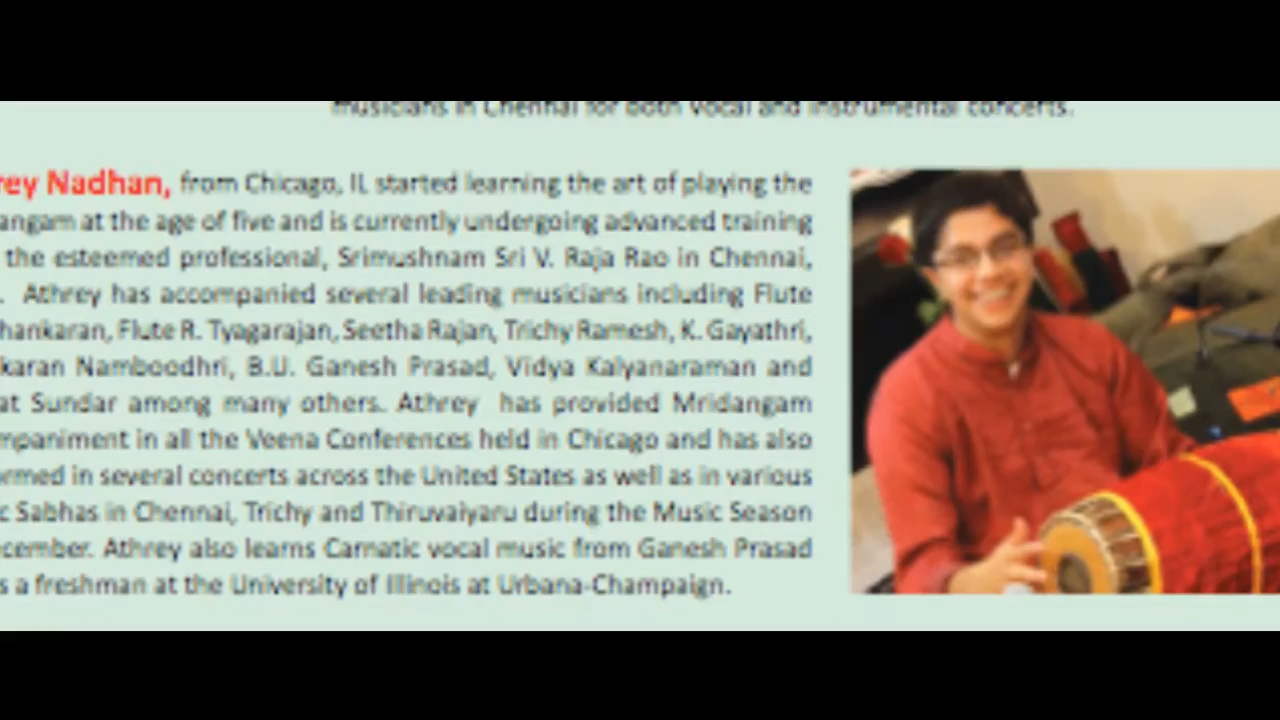 musicians in Chennai for both vocal and instrumental concerts.
rey Nadhan, from Chicago, IL started learning the art of playing the
angam at the age of five and is currently undergoing advanced training
the esteemed professional, Srimushnam Sri V. Raja Rao in Chennai,
. Athrey has accompanied several leading musicians including Flute
hankaran, Flute R. Tyagarajan, Seetha Rajan, Trichy Ramesh, K. Gayathri,
karan Namboodhri, B.U. Ganesh Prasad, Vidya Kalyanaraman and
at Sundar among many others. Athrey has provided Mridangam
mpaniment in all the Veena Conferences held in Chicago and has also
ormed in several concerts across the United States as well as in various
c Sabhas in Chennai, Trichy and Thiruvaiyaru during the Music Season
ecember. Athrey also learns Carnatic vocal music from Ganesh Prasad
s a freshman at the University of Illinois at Urbana-Champaign.